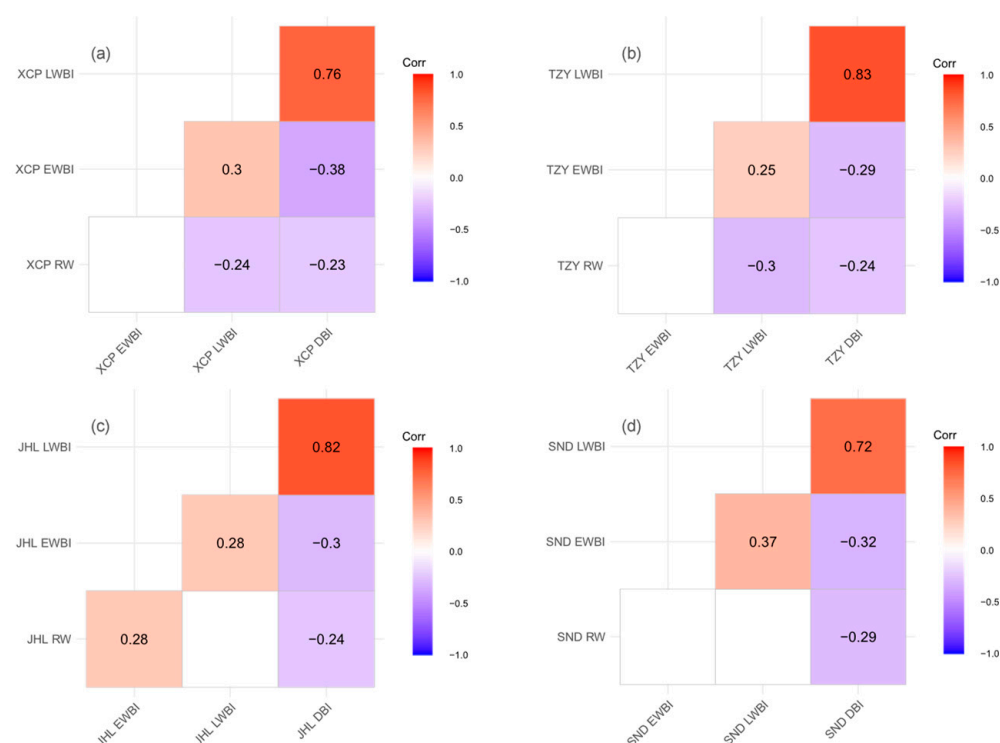 (a)
XCP LWBI
XCP EWBI
XCP RW
0.76
0.3
−0.38
−0.24
−0.23
XCP EWBI
XCP LWBI
XCP DBI
Corr
1.0
0.5
0.0
−0.5
−1.0
(b)
TZY LWBI
TZY EWBI
TZY RW
0.83
0.25
−0.29
−0.3
−0.24
TZY EWBI
TZY LWBI
TZY DBI
Corr
1.0
0.5
0.0
−0.5
−1.0
(c)
JHL LWBI
JHL EWBI
JHL RW
0.82
0.28
−0.3
0.28
−0.24
JHL EWBI
JHL LWBI
JHL DBI
Corr
1.0
0.5
0.0
−0.5
−1.0
(d)
SND LWBI
SND EWBI
SND RW
0.72
0.37
−0.32
−0.29
SND EWBI
SND LWBI
SND DBI
Corr
1.0
0.5
0.0
−0.5
−1.0